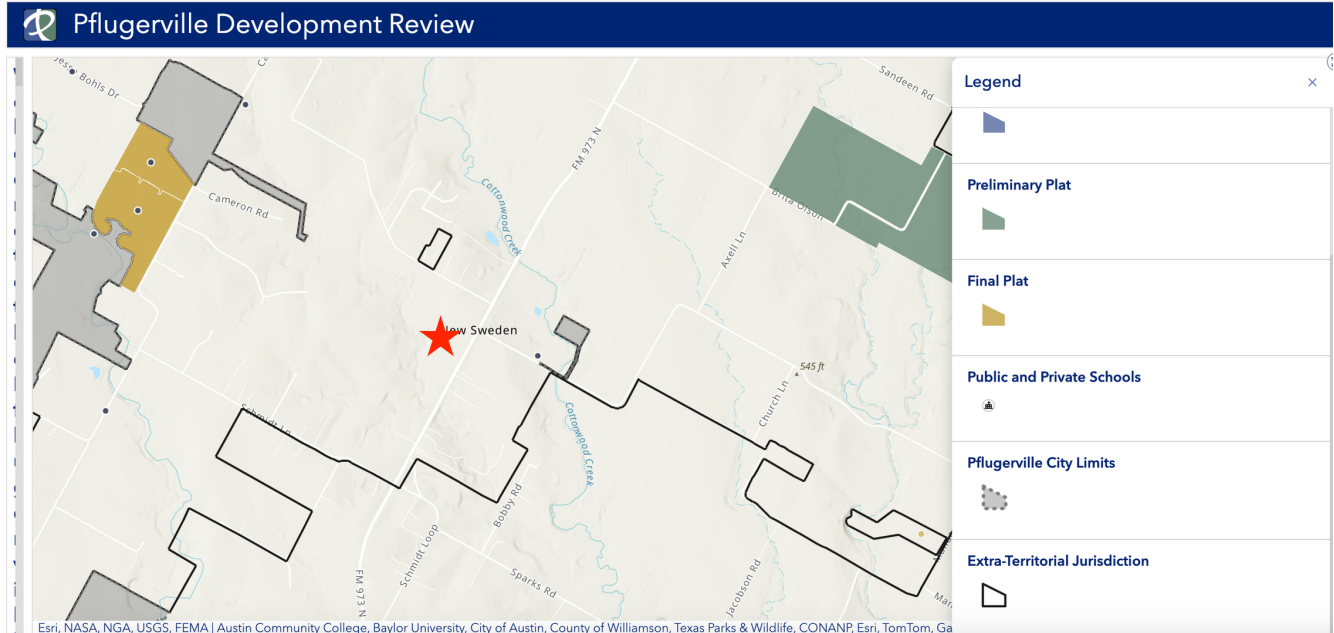 Pflugerville Development Review
Jesse Bohls Dr
Sandeen Rd
Legend
FM 973 N
Cottonwood Creek
Preliminary Plat
Cameron Rd
Brita Olson
Axell Ln
Final Plat
New Sweden
545 ft
Public and Private Schools
Church Ln
Schmidt Ln
Cottonwood Creek
Pflugerville City Limits
Bobby Rd
Schmidt Loop
Extra-Territorial Jurisdiction
FM 973 N
Sparks Rd
Jacobson Rd
Esri, NASA, NGA, USGS, FEMA | Austin Community College, Baylor University, City of Austin, County of Williamson, Texas Parks & Wildlife, CONANP, Esri, TomTom, Ga